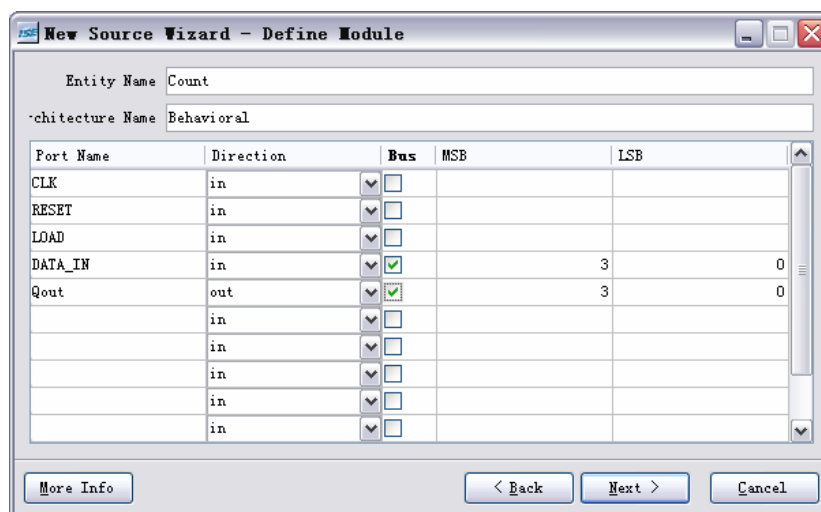 ISE New Source Wizard - Define Module
Entity Name Count
chitecture Name Behavioral
Port Name Direction Bus MSB LSB
CLK in
RESET in
LOAD in
DATA_IN in 3 0
Qout out 3 0
in
in
in
in
in
More Info < Back Next > Cancel